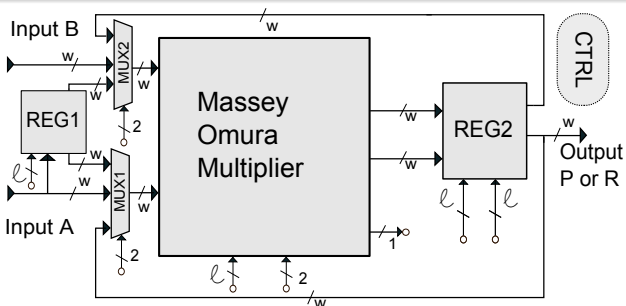 w
Input B
w
w
MUX2
w
2
CTRL
REG1
Massey
Omura
Multiplier
w
REG2
w
Output
P or R
ℓ
w
w
MUX1
w
w
Input A
2
ℓ
2
1
ℓ
ℓ
w